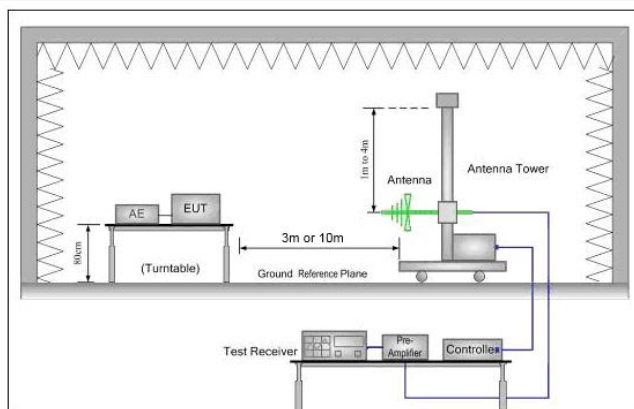 1m to 4m
Antenna
Antenna Tower
AE
EUT
3m or 10m
80cm
(Turntable)
Ground Reference Plane
Test Receiver
Pre-
Amplifier
Controller